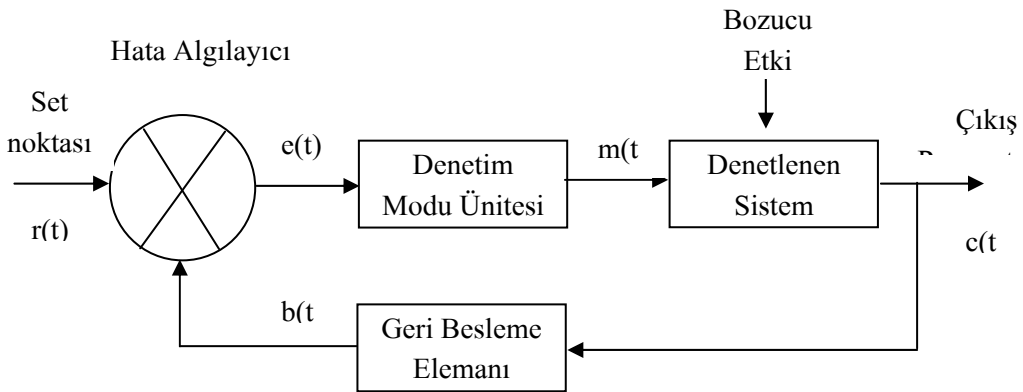 Hata Algılayıcı
Bozucu
Etki
Set
noktası
r(t)
e(t)
Denetim
Modu Ünitesi
m(t
Denetlenen
Sistem
Çıkış
c(t
b(t
Geri Besleme
Elemanı